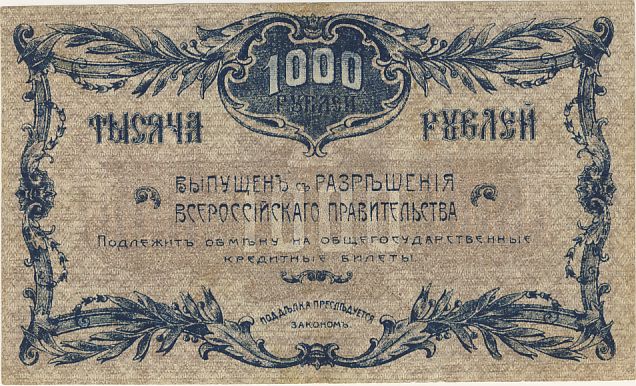 1000
РУБЛЕЙ
ТЫСЯЧА РУБЛЕЙ
ВЫПУЩЕНЪ съ РАЗРѢШЕНІЯ
ВСЕРОССІЙСКАГО ПРАВИТЕЛЬСТВА
ПОДЛЕЖИТЪ ОБМѢНУ НА ОБЩЕГОСУДАРСТВЕННЫЕ
КРЕДИТНЫЕ БИЛЕТЫ.
ПОДДѢЛКА ПРЕСЛѢДУЕТСЯ
ЗАКОНОМЪ.